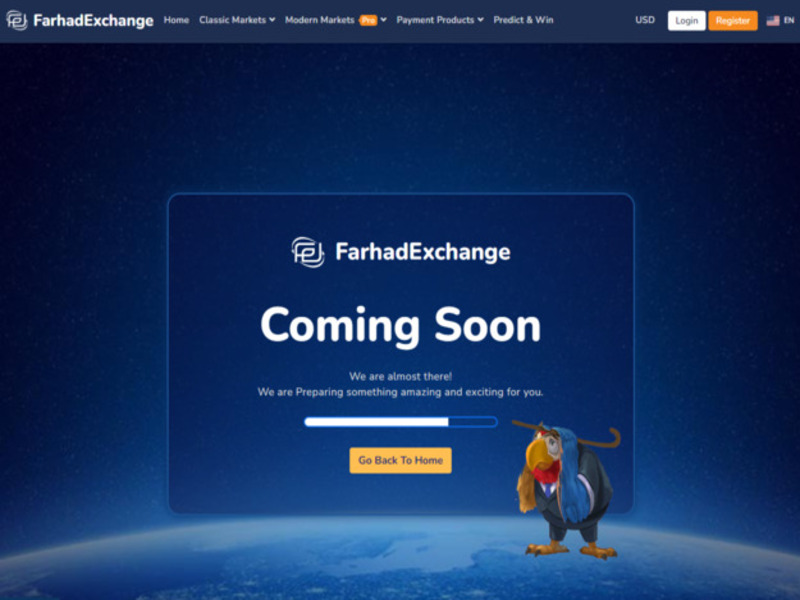 FarhadExchange Home Classic Markets Modern Markets Pro Payment Products Predict & Win USD Login Register EN
FarhadExchange
Coming Soon
We are almost there!
We are Preparing something amazing and exciting for you.
Go Back To Home